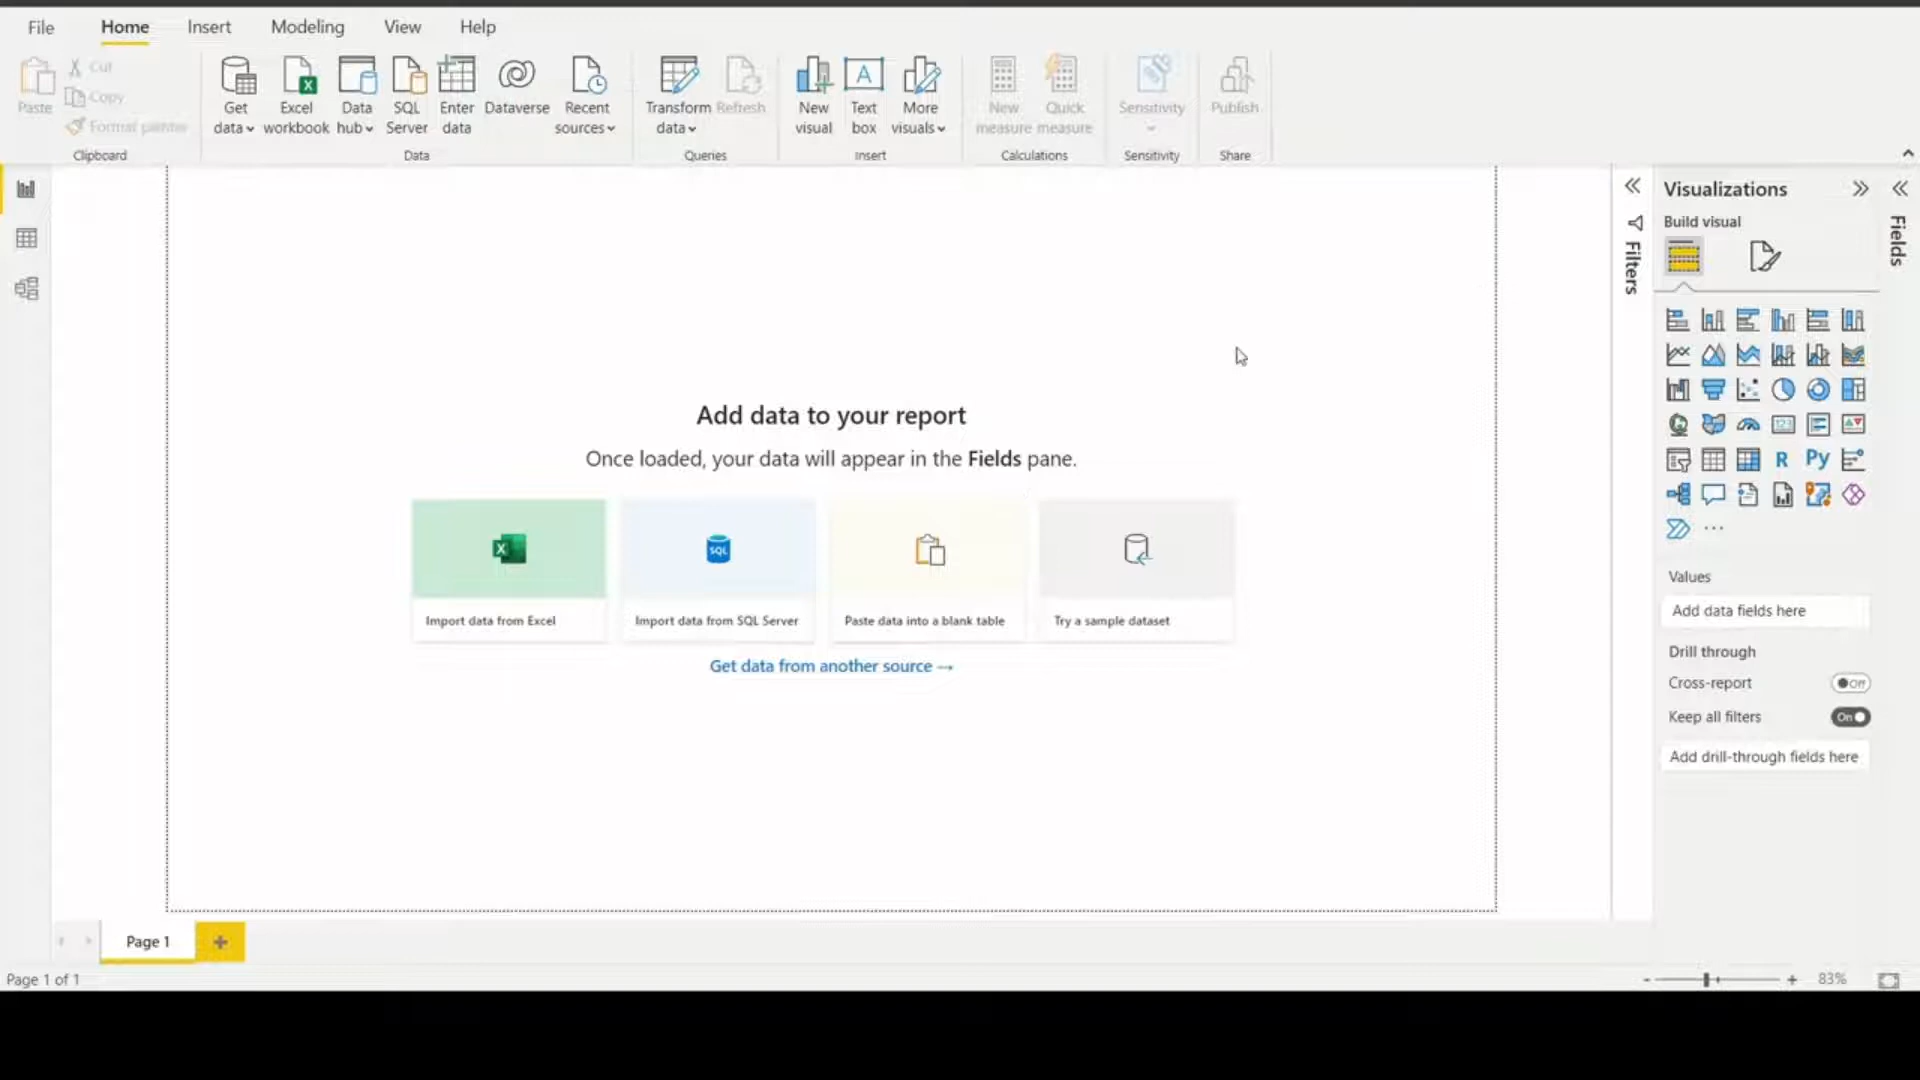 File Home Insert Modeling View Help
Paste
Cut
Copy
Format painter
Clipboard
Get data
Excel workbook
Data hub
SQL Server
Enter data
Dataverse
Recent sources
Data
Transform data
Refresh
Queries
New visual
A
Text box
More visuals
Insert
New measure
Quick measure
Calculations
Sensitivity
Sensitivity
Publish
Share
Filters
Visualizations
Build visual
Fields
Add data to your report
Once loaded, your data will appear in the Fields pane.
X
SQL
Import data from Excel
Import data from SQL Server
Paste data into a blank table
Try a sample dataset
Get data from another source →
123
R
Py
Values
Add data fields here
Drill through
Cross-report
Off
Keep all filters
On
Add drill-through fields here
Page 1
Page 1 of 1
83%